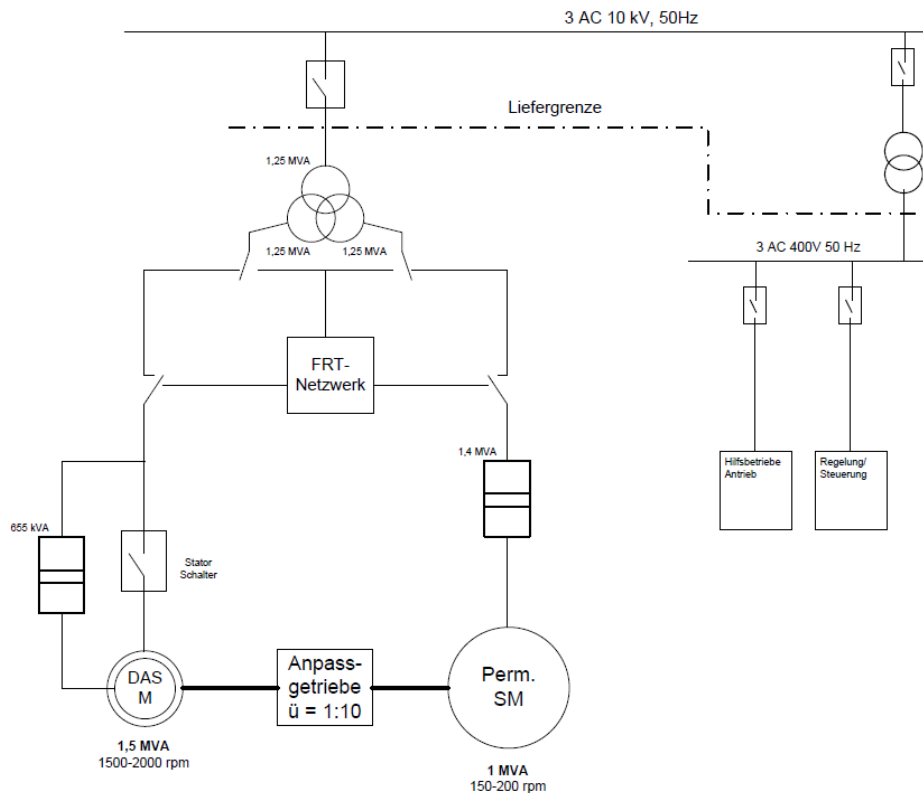 3 AC 10 kV, 50Hz
Liefergrenze
1,25 MVA
1,25 MVA
1,25 MVA
3 AC 400V 50 Hz
FRT-
Netzwerk
1,4 MVA
Hilfsbetriebe
Antrieb
Regelung/
Steuerung
655 kVA
Stator
Schalter
DAS
M
Anpass-
getriebe
ü = 1:10
Perm.
SM
1,5 MVA
1500-2000 rpm
1 MVA
150-200 rpm